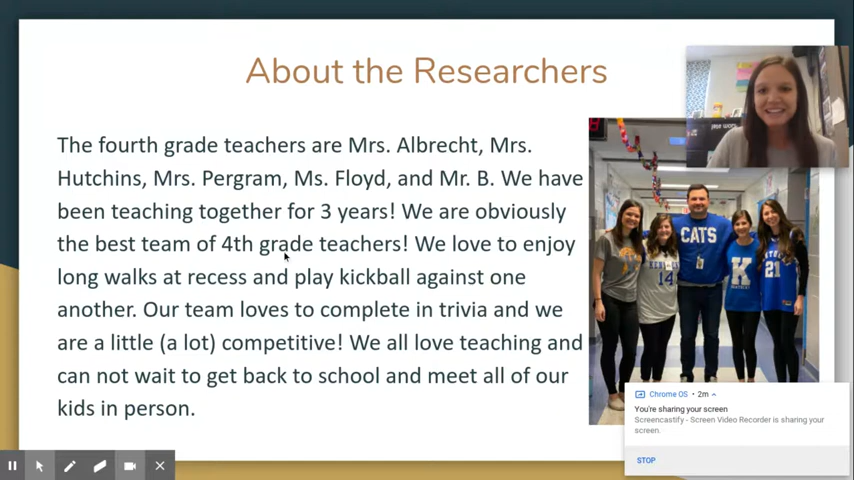 About the Researchers
The fourth grade teachers are Mrs. Albrecht, Mrs.
Hutchins, Mrs. Pergram, Ms. Floyd, and Mr. B. We have
been teaching together for 3 years! We are obviously
the best team of 4th grade teachers! We love to enjoy
long walks at recess and play kickball against one
another. Our team loves to complete in trivia and we
are a little (a lot) competitive! We all love teaching and
can not wait to get back to school and meet all of our
kids in person.
CATS
14
K
21
Chrome OS • 2m
You're sharing your screen
Screencastify - Screen Video Recorder is sharing your
screen.
STOP